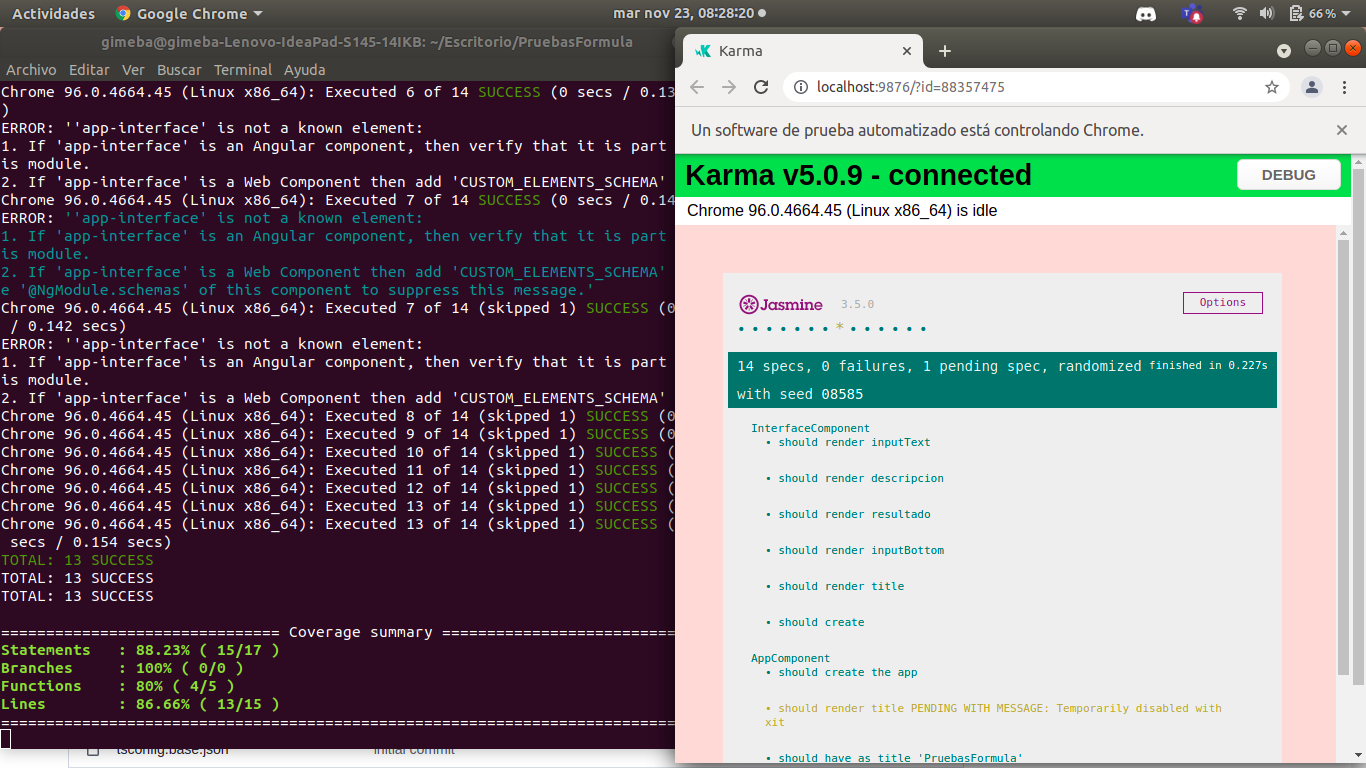 Actividades
Google Chrome
mar nov 23, 08:28:20
66 %
gimeba@gimeba-Lenovo-IdeaPad-S145-14IKB: ~/Escritorio/PruebasFormula
Archivo Editar Ver Buscar Terminal Ayuda
Chrome 96.0.4664.45 (Linux x86_64): Executed 6 of 14 SUCCESS (0 secs / 0.13
)
ERROR: ''app-interface' is not a known element:
1. If 'app-interface' is an Angular component, then verify that it is part
is module.
2. If 'app-interface' is a Web Component then add 'CUSTOM_ELEMENTS_SCHEMA'
Chrome 96.0.4664.45 (Linux x86_64): Executed 7 of 14 SUCCESS (0 secs / 0.14
ERROR: ''app-interface' is not a known element:
1. If 'app-interface' is an Angular component, then verify that it is part
is module.
2. If 'app-interface' is a Web Component then add 'CUSTOM_ELEMENTS_SCHEMA'
e '@NgModule.schemas' of this component to suppress this message.'
Chrome 96.0.4664.45 (Linux x86_64): Executed 7 of 14 (skipped 1) SUCCESS (0
/ 0.142 secs)
ERROR: ''app-interface' is not a known element:
1. If 'app-interface' is an Angular component, then verify that it is part
is module.
2. If 'app-interface' is a Web Component then add 'CUSTOM_ELEMENTS_SCHEMA'
Chrome 96.0.4664.45 (Linux x86_64): Executed 8 of 14 (skipped 1) SUCCESS (0
Chrome 96.0.4664.45 (Linux x86_64): Executed 9 of 14 (skipped 1) SUCCESS (0
Chrome 96.0.4664.45 (Linux x86_64): Executed 10 of 14 (skipped 1) SUCCESS (
Chrome 96.0.4664.45 (Linux x86_64): Executed 11 of 14 (skipped 1) SUCCESS (
Chrome 96.0.4664.45 (Linux x86_64): Executed 12 of 14 (skipped 1) SUCCESS (
Chrome 96.0.4664.45 (Linux x86_64): Executed 13 of 14 (skipped 1) SUCCESS (
Chrome 96.0.4664.45 (Linux x86_64): Executed 13 of 14 (skipped 1) SUCCESS (
secs / 0.154 secs)
TOTAL: 13 SUCCESS
TOTAL: 13 SUCCESS
TOTAL: 13 SUCCESS
=============================== Coverage summary ==========================
Statements : 88.23% ( 15/17 )
Branches : 100% ( 0/0 )
Functions : 80% ( 4/5 )
Lines : 86.66% ( 13/15 )
===========================================================================
tsconfig.base.json
initial commit
Karma
localhost:9876/?id=88357475
Un software de prueba automatizado está controlando Chrome.
Karma v5.0.9 - connected
DEBUG
Chrome 96.0.4664.45 (Linux x86_64) is idle
Jasmine 3.5.0
Options
• • • • • • • * • • • • • •
14 specs, 0 failures, 1 pending spec, randomized
finished in 0.227s
with seed 08585
InterfaceComponent
• should render inputText
• should render descripcion
• should render resultado
• should render inputBottom
• should render title
• should create
AppComponent
• should create the app
• should render title PENDING WITH MESSAGE: Temporarily disabled with
xit
• should have as title 'PruebasFormula'